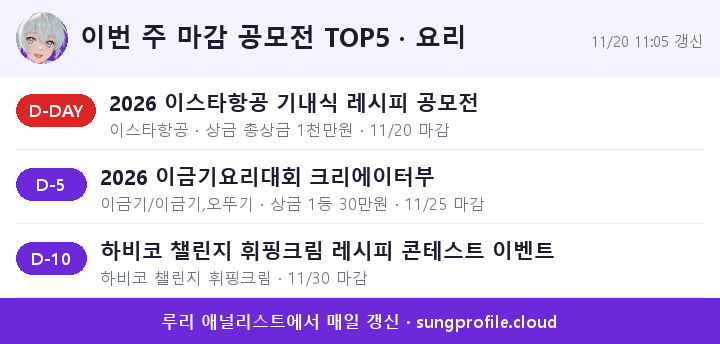 이번 주 마감 공모전 TOP5 · 요리
11/20 11:05 갱신
D-DAY
2026 이스타항공 기내식 레시피 공모전
이스타항공 · 상금 총상금 1천만원 · 11/20 마감
D-5
2026 이금기요리대회 크리에이터부
이금기/이금기,오뚜기 · 상금 1등 30만원 · 11/25 마감
D-10
하비코 챌린지 휘핑크림 레시피 콘테스트 이벤트
하비코 챌린지 휘핑크림 · 11/30 마감
루리 애널리스트에서 매일 갱신 · sungprofile.cloud